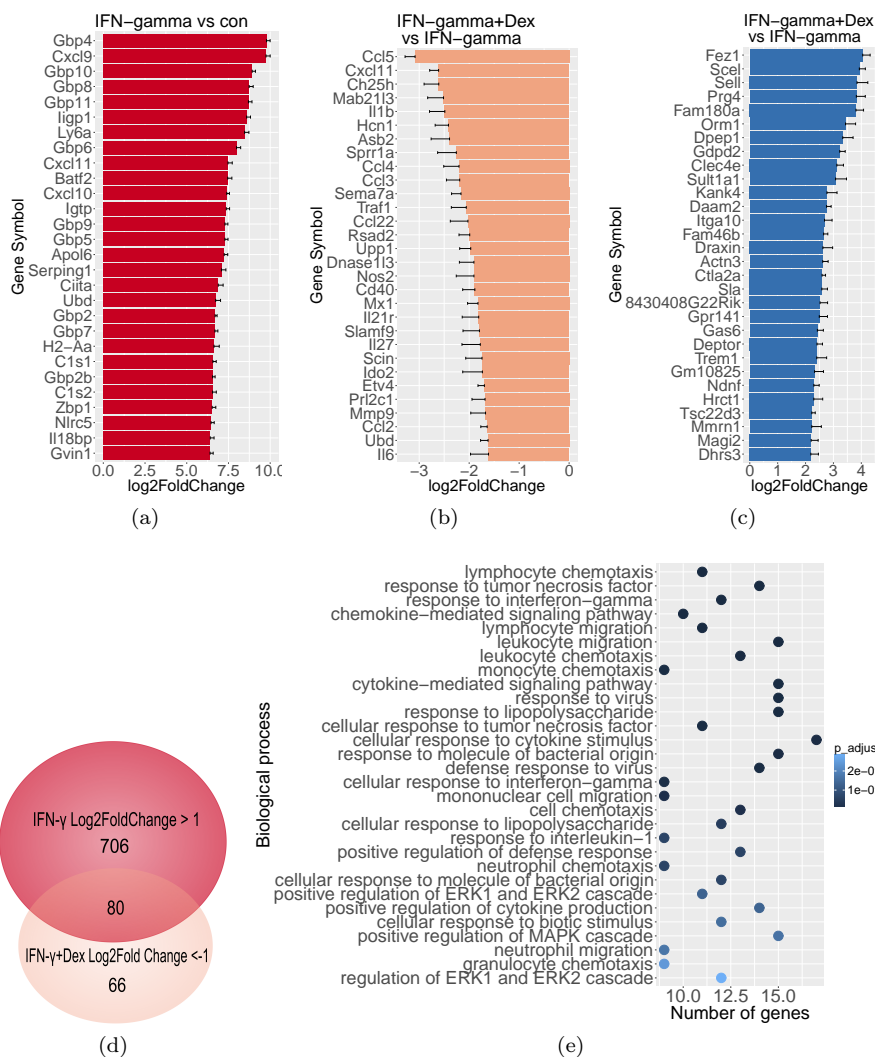 IFN−gamma vs con
Gene Symbol
Gbp4
Cxcl9
Gbp10
Gbp8
Gbp11
Iigp1
Ly6a
Gbp6
Cxcl11
Batf2
Cxcl10
Igtp
Gbp9
Gbp5
Apol6
Serping1
Ciita
Ubd
Gbp2
Gbp7
H2−Aa
C1s1
Gbp2b
C1s2
Zbp1
Nlrc5
Il18bp
Gvin1
0.0 2.5 5.0 7.5 10.0
log2FoldChange
(a)
IFN−gamma+Dex
vs IFN−gamma
Gene Symbol
Ccl5
Cxcl11
Ch25h
Mab21l3
Il1b
Hcn1
Asb2
Sprr1a
Ccl4
Ccl3
Sema7a
Traf1
Ccl22
Rsad2
Upp1
Dnase1l3
Nos2
Cd40
Mx1
Il21r
Slamf9
Il27
Scin
Ido2
Etv4
Prl2c1
Mmp9
Ccl2
Ubd
Il6
−3 −2 −1 0
log2FoldChange
(b)
IFN−gamma+Dex
vs IFN−gamma
Gene Symbol
Fez1
Scel
Sell
Prg4
Fam180a
Orm1
Dpep1
Gdpd2
Clec4e
Sult1a1
Kank4
Daam2
Itga10
Fam46b
Draxin
Actn3
Ctla2a
Sla
8430408G22Rik
Gpr141
Gas6
Deptor
Trem1
Gm10825
Ndnf
Hrct1
Tsc22d3
Mmrn1
Magi2
Dhrs3
0 1 2 3 4
log2FoldChange
(c)
IFN-γ Log2FoldChange > 1
706
80
IFN-γ+Dex Log2Fold Change <-1
66
(d)
Biological process
lymphocyte chemotaxis
response to tumor necrosis factor
response to interferon−gamma
chemokine−mediated signaling pathway
lymphocyte migration
leukocyte migration
leukocyte chemotaxis
monocyte chemotaxis
cytokine−mediated signaling pathway
response to virus
response to lipopolysaccharide
cellular response to tumor necrosis factor
cellular response to cytokine stimulus
response to molecule of bacterial origin
defense response to virus
cellular response to interferon−gamma
mononuclear cell migration
cell chemotaxis
cellular response to lipopolysaccharide
response to interleukin−1
positive regulation of defense response
neutrophil chemotaxis
cellular response to molecule of bacterial origin
positive regulation of ERK1 and ERK2 cascade
positive regulation of cytokine production
cellular response to biotic stimulus
positive regulation of MAPK cascade
neutrophil migration
granulocyte chemotaxis
regulation of ERK1 and ERK2 cascade
10.0 12.5 15.0
Number of genes
p_adjus
2e−0
1e−0
(e)